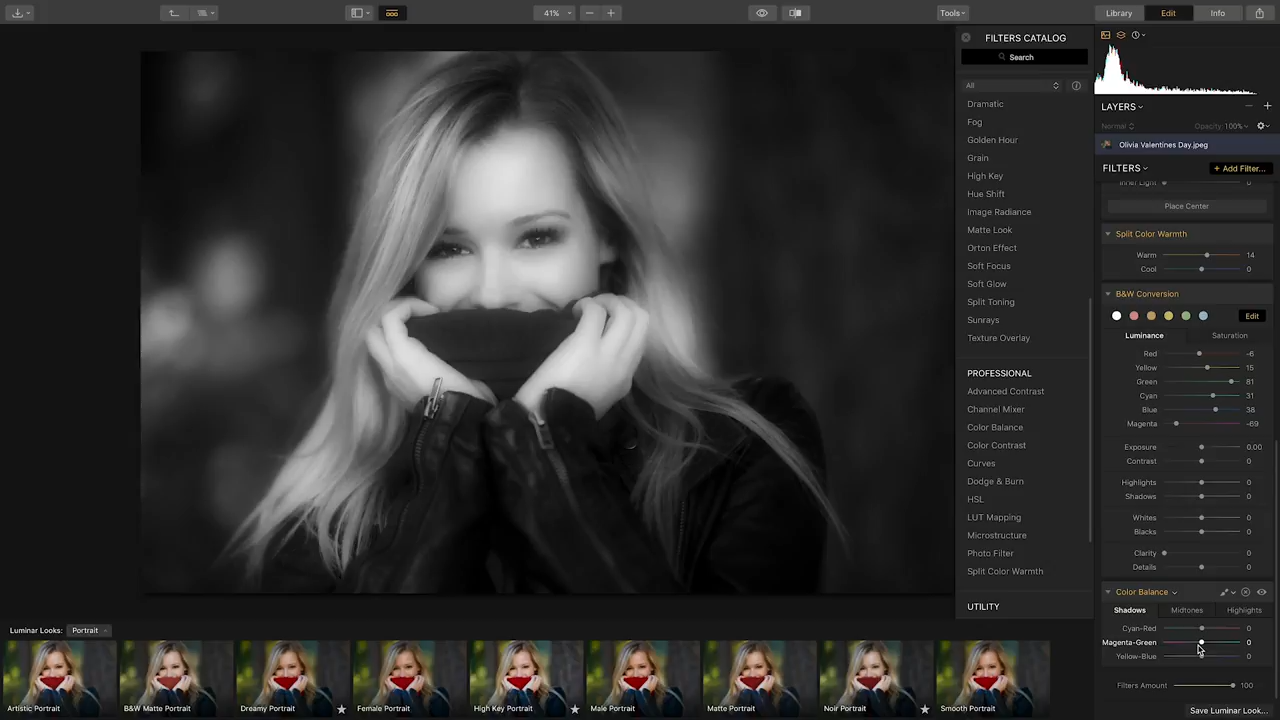 41%
Tools
Library
Edit
Info
FILTERS CATALOG
Search
All
Dramatic
Fog
Golden Hour
Grain
High Key
Hue Shift
Image Radiance
Matte Look
Orton Effect
Soft Focus
Soft Glow
Split Toning
Sunrays
Texture Overlay
PROFESSIONAL
Advanced Contrast
Channel Mixer
Color Balance
Color Contrast
Curves
Dodge & Burn
HSL
LUT Mapping
Microstructure
Photo Filter
Split Color Warmth
UTILITY
LAYERS
Normal
Opacity: 100%
Olivia Valentines Day.jpeg
FILTERS
+ Add Filter...
Inner Light 0
Place Center
Split Color Warmth
Warm 14
Cool 0
B&W Conversion
Edit
Luminance
Saturation
Red -6
Yellow 15
Green 81
Cyan 31
Blue 38
Magenta -69
Exposure 0.00
Contrast 0
Highlights 0
Shadows 0
Whites 0
Blacks 0
Clarity 0
Details 0
Color Balance
Shadows
Midtones
Highlights
Cyan-Red 0
Magenta-Green 0
Yellow-Blue 0
Filters Amount 100
Save Luminar Look...
Luminar Looks: Portrait
Artistic Portrait
B&W Matte Portrait
Dreamy Portrait
Female Portrait
High Key Portrait
Male Portrait
Matte Portrait
Noir Portrait
Smooth Portrait